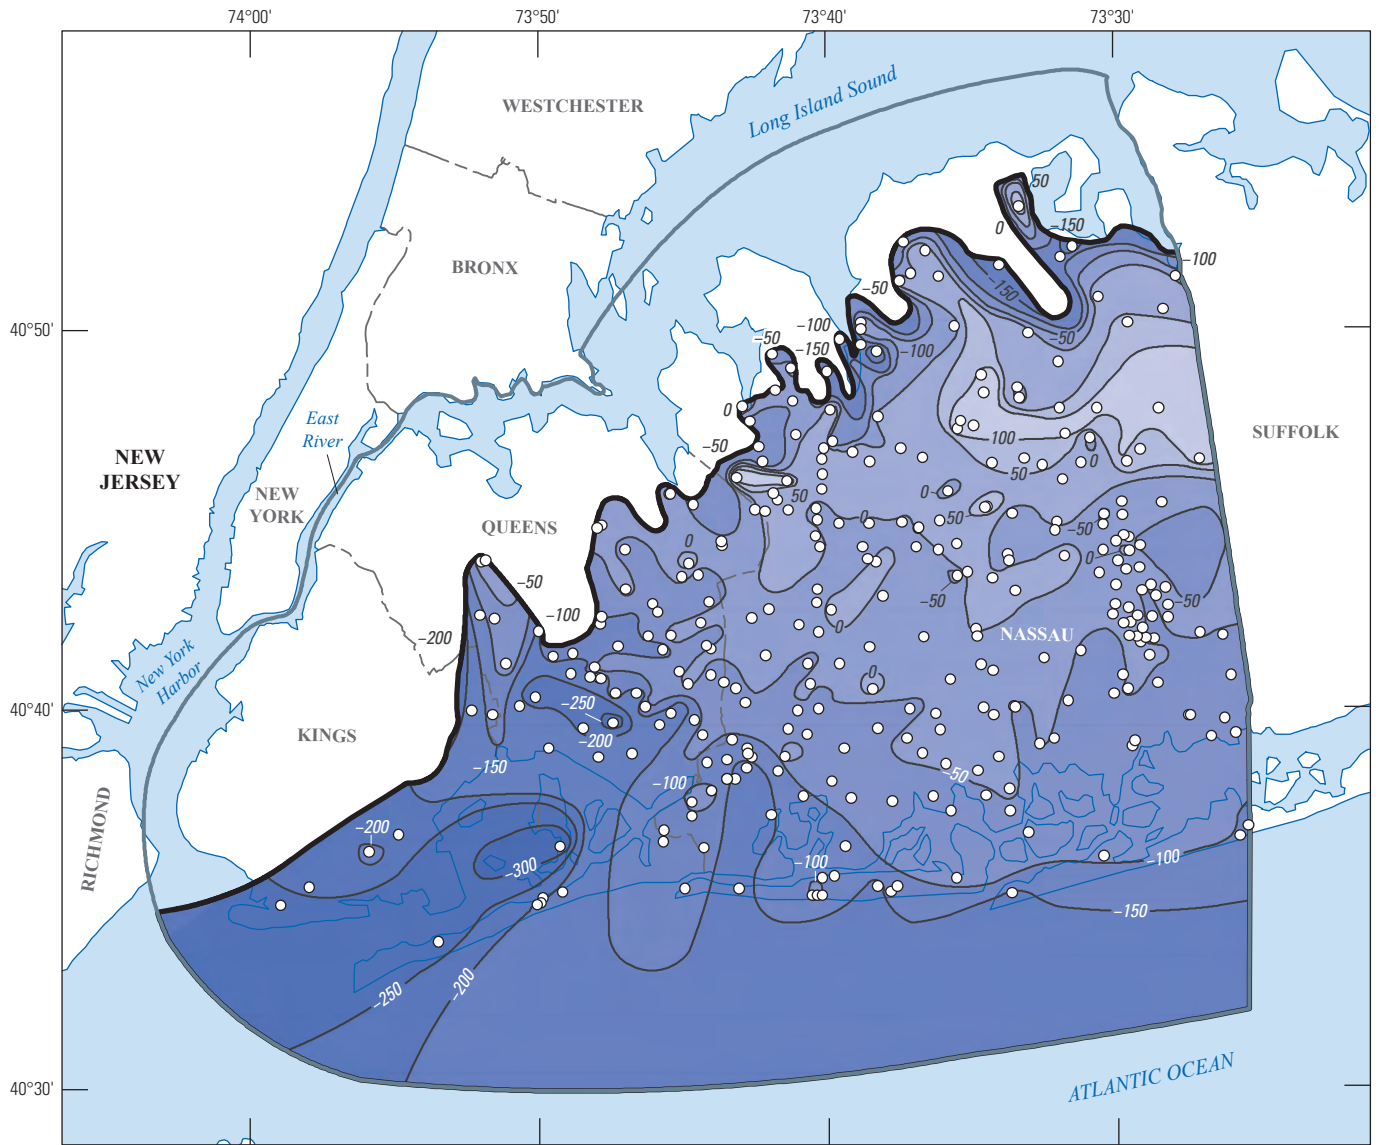 74°00'
73°50'
73°40'
73°30'
WESTCHESTER
Long Island Sound
50
0
−150
−100
BRONX
−50
−150
40°50'
−100
−50
−50
−150
−100
0
East
River
−50
100
SUFFOLK
NEW
JERSEY
50
0
NEW
YORK
50
0
QUEENS
0
50
−50
0
0
−50
−50
−50
−100
0
NASSAU
−200
New York
Harbor
0
−250
40°40'
−200
KINGS
−150
−50
−100
RICHMOND
−200
−300
−100
−100
−150
−250
−200
ATLANTIC OCEAN
40°30'